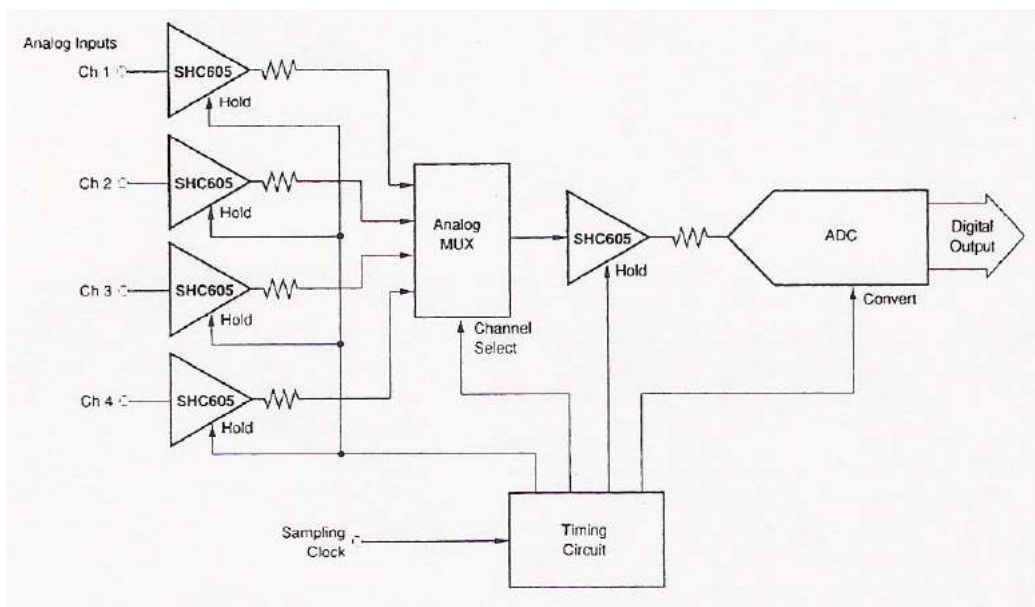 Analog Inputs
Ch 1
SHC605
Hold
Ch 2
SHC605
Hold
Ch 3
SHC605
Hold
Ch 4
SHC605
Hold
Analog
MUX
Channel
Select
SHC605
Hold
ADC
Convert
Digital
Output
Sampling
Clock
Timing
Circuit